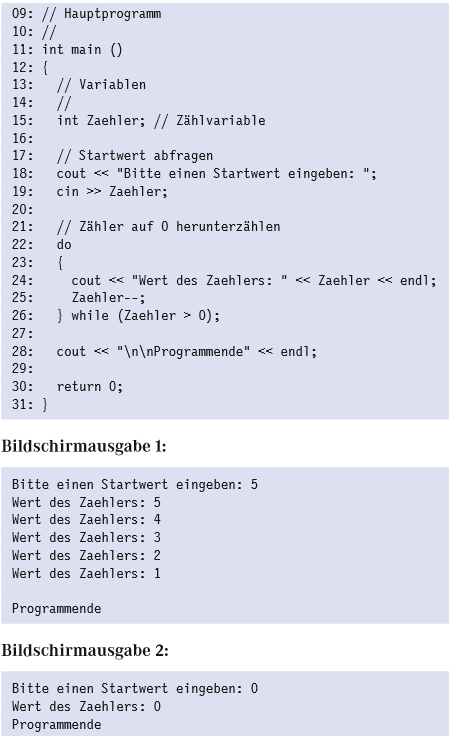 09: // Hauptprogramm
10: //
11: int main ()
12: {
13:   // Variablen
14:   //
15:   int Zaehler; // Zählvariable
16:
17:   // Startwert abfragen
18:   cout << "Bitte einen Startwert eingeben: ";
19:   cin >> Zaehler;
20:
21:   // Zähler auf 0 herunterzählen
22:   do
23:   {
24:     cout << "Wert des Zaehlers: " << Zaehler << endl;
25:     Zaehler--;
26:   } while (Zaehler > 0);
27:
28:   cout << "\n\nProgrammende" << endl;
29:
30:   return 0;
31: }
Bildschirmausgabe 1:
Bitte einen Startwert eingeben: 5
Wert des Zaehlers: 5
Wert des Zaehlers: 4
Wert des Zaehlers: 3
Wert des Zaehlers: 2
Wert des Zaehlers: 1
Programmende
Bildschirmausgabe 2:
Bitte einen Startwert eingeben: 0
Wert des Zaehlers: 0
Programmende